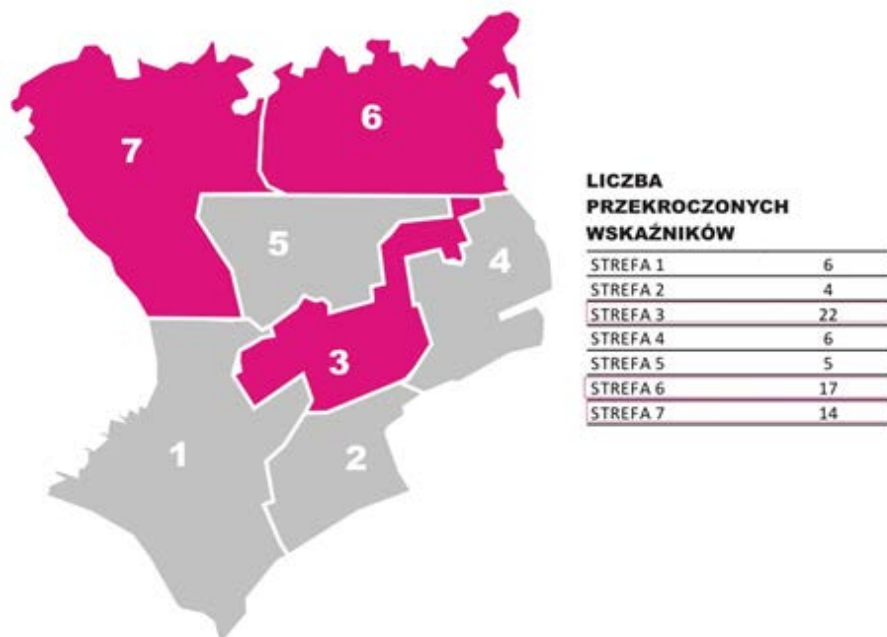 7
6
5
4
3
1
2
LICZBA
PRZEKROCZONYCH
WSKAŹNIKÓW
STREFA 1 6
STREFA 2 4
STREFA 3 22
STREFA 4 6
STREFA 5 5
STREFA 6 17
STREFA 7 14